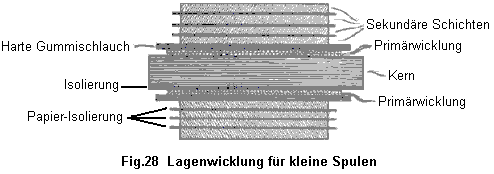 Sekundäre Schichten
Harte Gummischlauch
Primärwicklung
Kern
Isolierung
Primärwicklung
Papier-Isolierung
Fig.28 Lagenwicklung für kleine Spulen